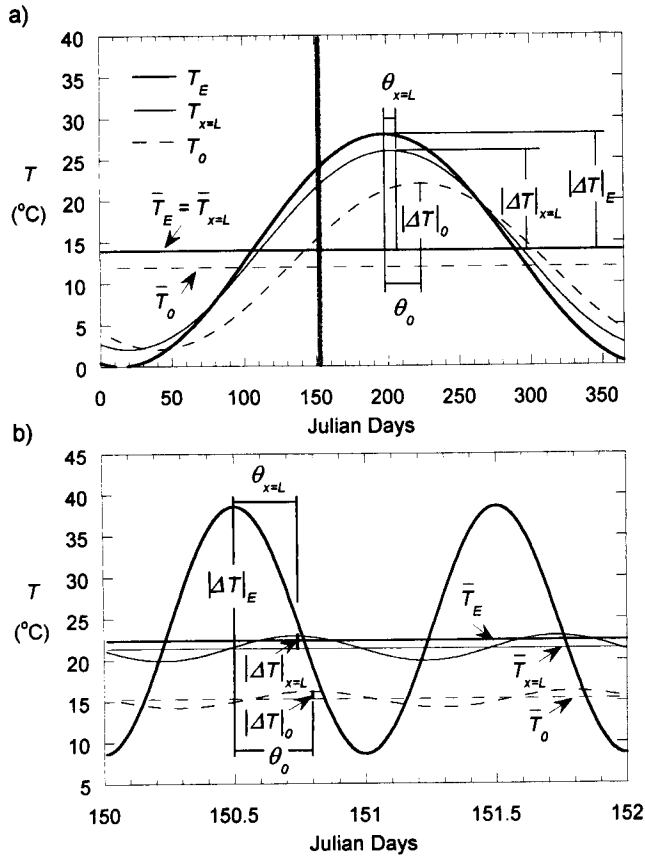 a)
40
35
30
25
20
15
10
5
0
T
(°C)
T_E
T_x=L
T_0
T̅_E = T̅_x=L
T̅_0
θ_x=L
|ΔT|_0
|ΔT|_x=L
|ΔT|_E
θ_0
0 50 100 150 200 250 300 350
Julian Days
b)
45
40
35
30
25
20
15
10
5
T
(°C)
θ_x=L
|ΔT|_E
T̅_E
|ΔT|_x=L
T̅_x=L
|ΔT|_0
T̅_0
θ_0
150 150.5 151 151.5 152
Julian Days